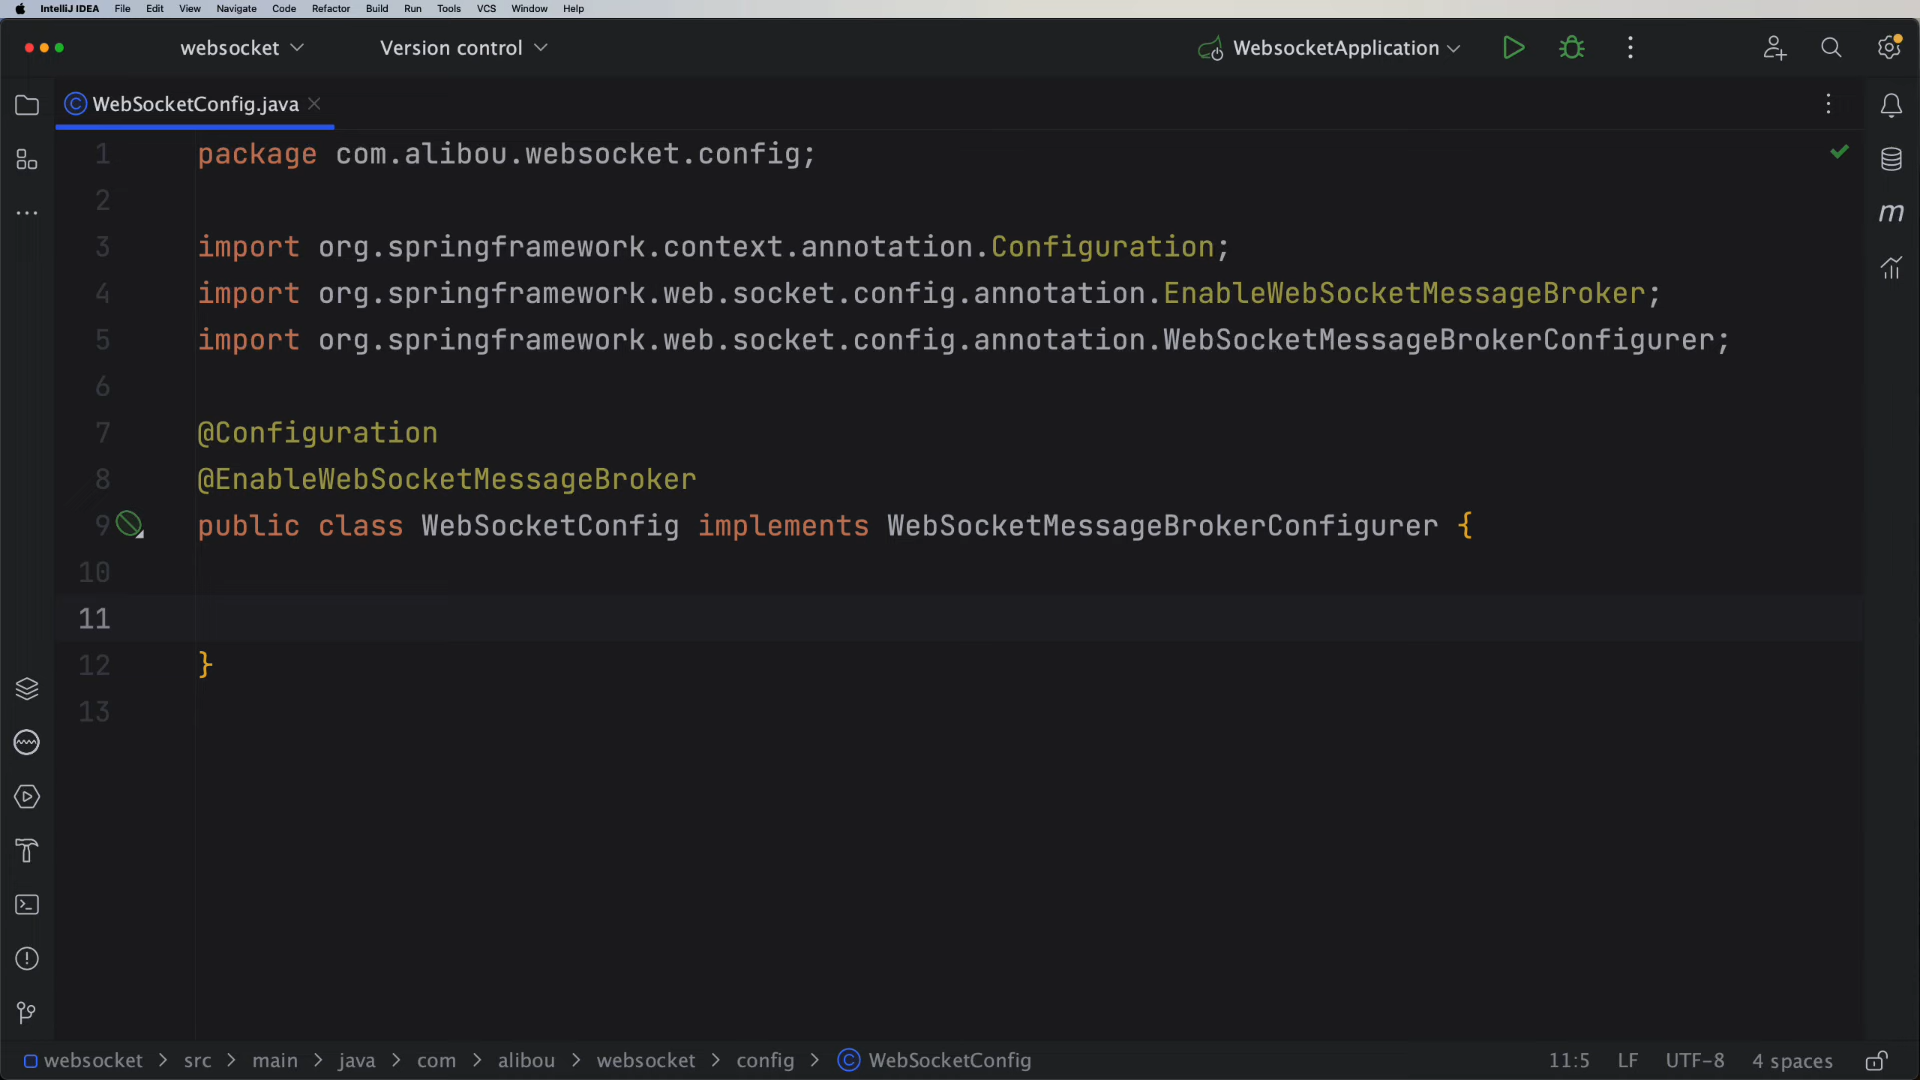 IntelliJ IDEA File Edit View Navigate Code Refactor Build Run Tools VCS Window Help
websocket Version control WebsocketApplication
WebSocketConfig.java
1 package com.alibou.websocket.config;
2
3 import org.springframework.context.annotation.Configuration;
4 import org.springframework.web.socket.config.annotation.EnableWebSocketMessageBroker;
5 import org.springframework.web.socket.config.annotation.WebSocketMessageBrokerConfigurer;
6
7 @Configuration
8 @EnableWebSocketMessageBroker
9 public class WebSocketConfig implements WebSocketMessageBrokerConfigurer {
10
11
12 }
13
websocket > src > main > java > com > alibou > websocket > config > WebSocketConfig 11:5 LF UTF-8 4 spaces